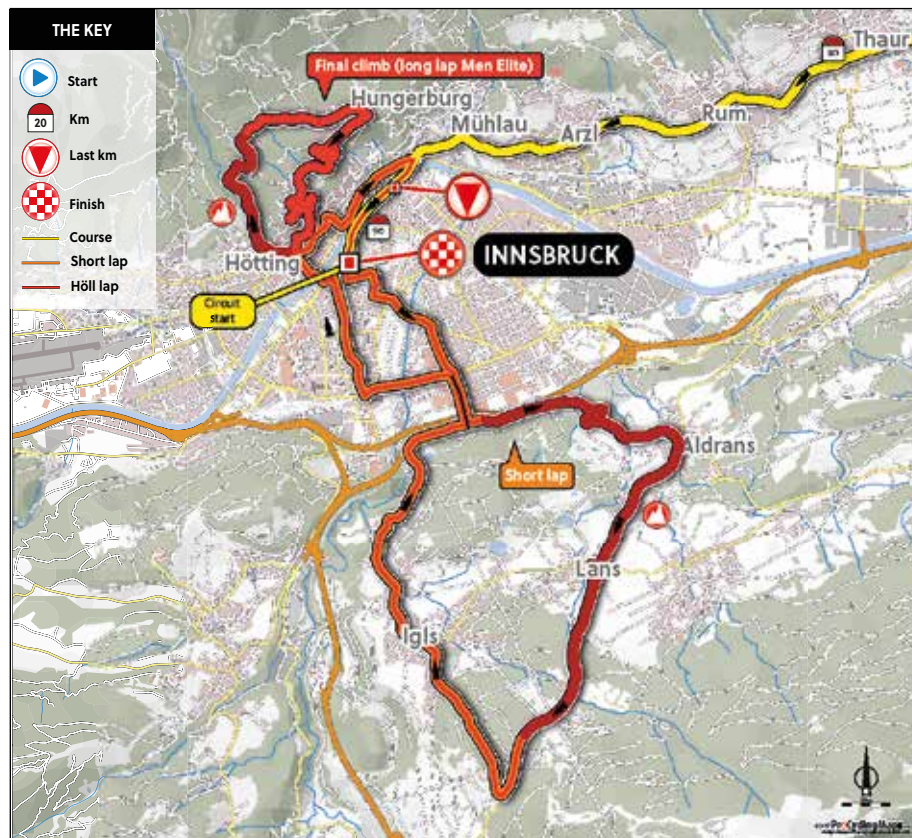 THE KEY
Start
20
Km
Last km
Finish
Course
Short lap
Höll lap
Final climb (long lap Men Elite)
Hungerburg
Mühlau
Arzl
Rum
Thaur
Hötting
INNSBRUCK
Circuit
start
Short lap
Aldrans
Lans
Igls